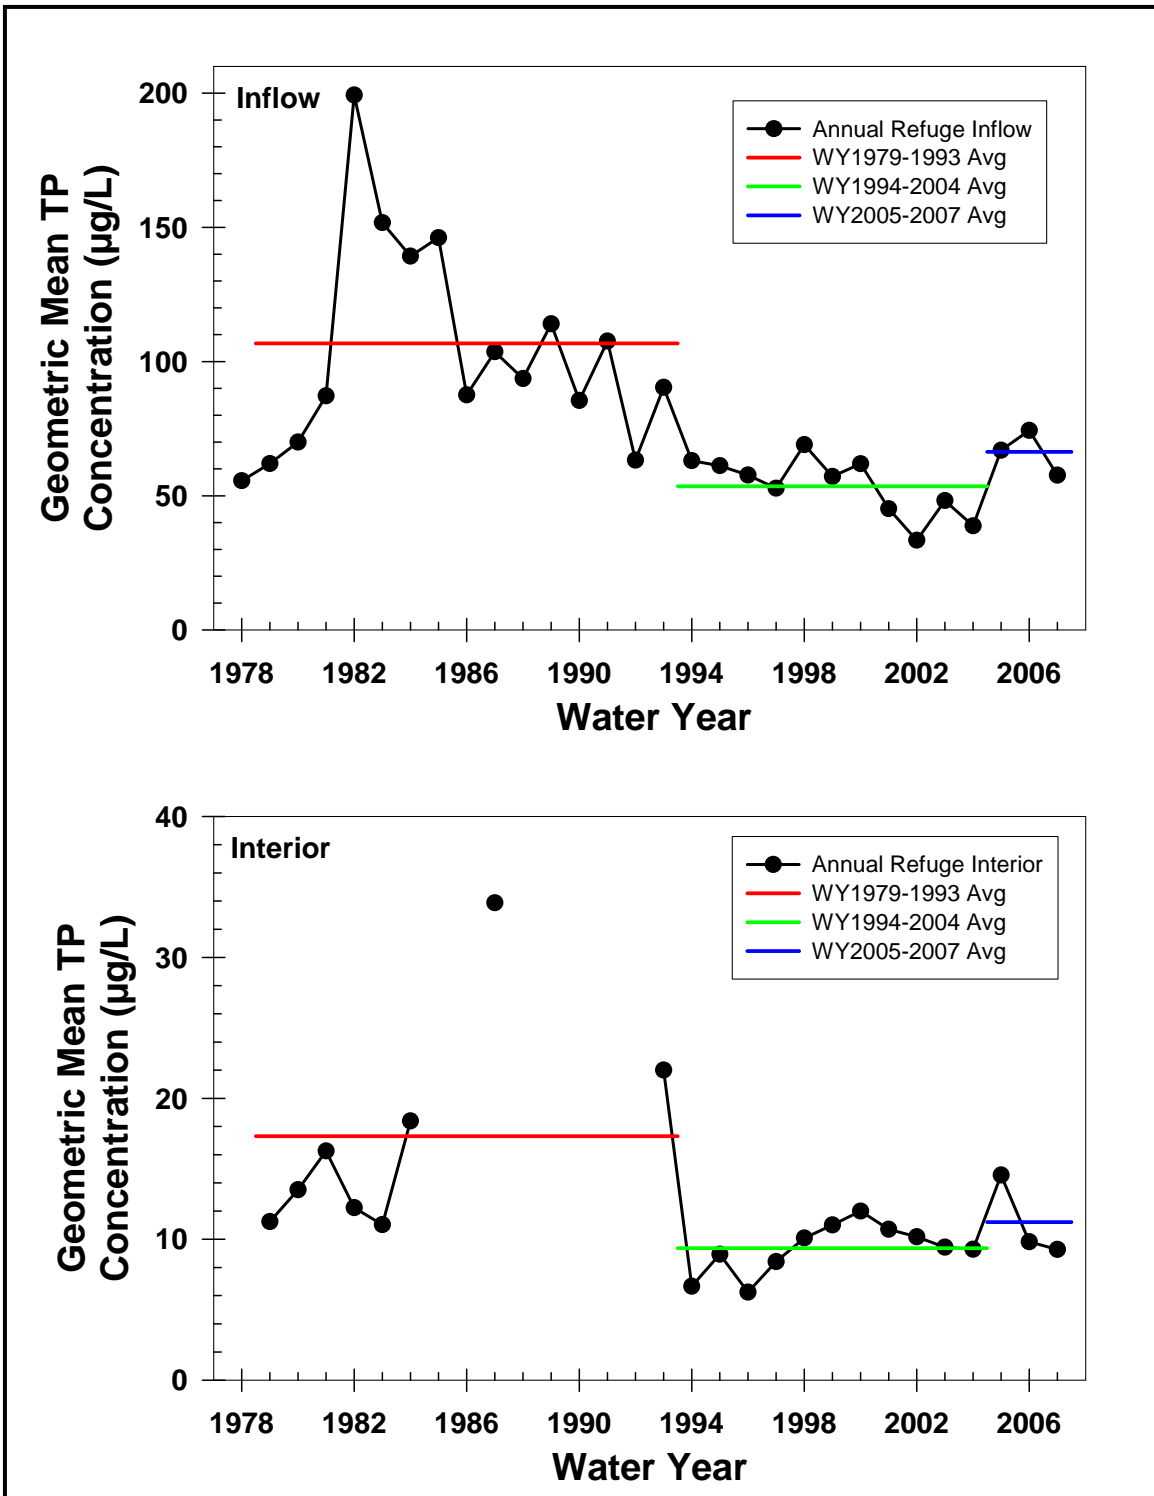 Inflow
Annual Refuge Inflow
WY1979-1993 Avg
WY1994-2004 Avg
WY2005-2007 Avg
Geometric Mean TP
Concentration (µg/L)
200
150
100
50
0
1978 1982 1986 1990 1994 1998 2002 2006
Water Year
Interior
Annual Refuge Interior
WY1979-1993 Avg
WY1994-2004 Avg
WY2005-2007 Avg
Geometric Mean TP
Concentration (µg/L)
40
30
20
10
0
1978 1982 1986 1990 1994 1998 2002 2006
Water Year